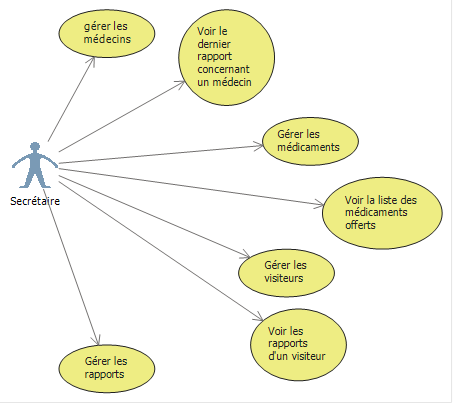 gérer les
médecins
Voir le
dernier
rapport
concernant
un médecin
Gérer les
médicaments
Secrétaire
Voir la liste des
médicaments
offerts
Gérer les
visiteurs
Voir les
rapports
d'un visiteur
Gérer les
rapports